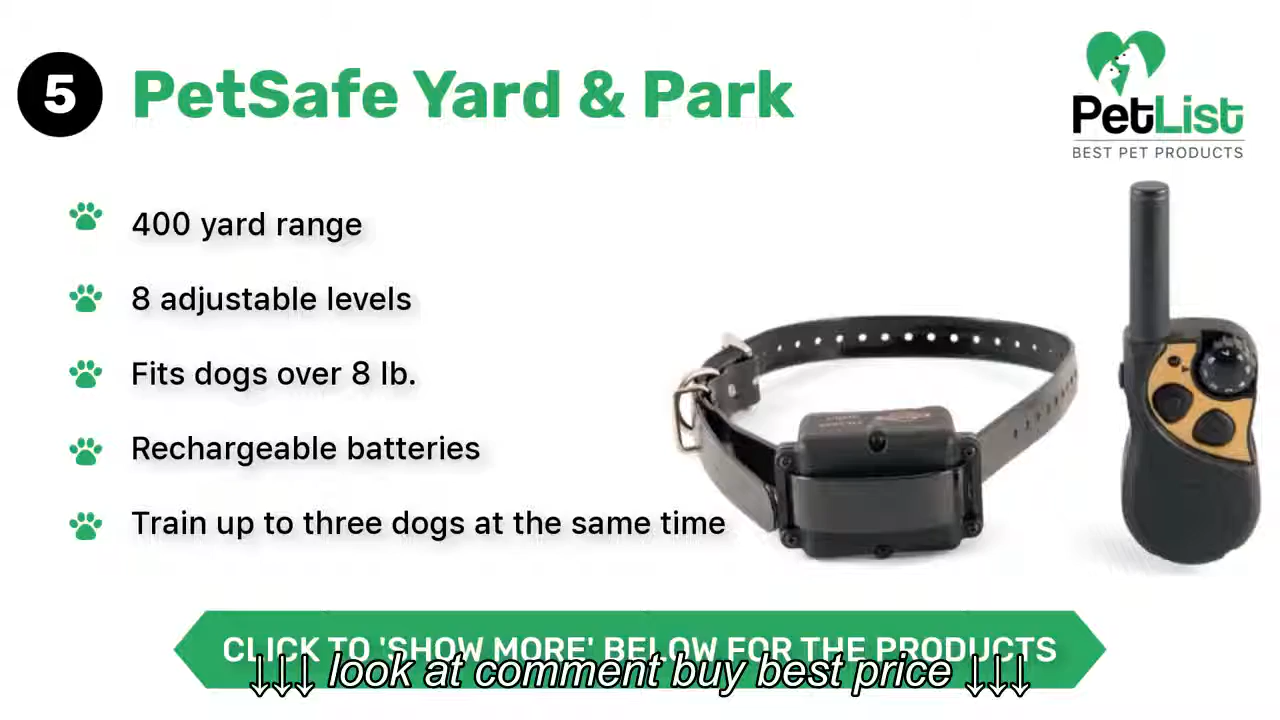 5
PetSafe Yard & Park
PetList
BEST PET PRODUCTS
400 yard range
8 adjustable levels
Fits dogs over 8 lb.
Rechargeable batteries
Train up to three dogs at the same time
CLICK TO 'SHOW MORE' BELOW FOR THE PRODUCTS
↓↓↓ look at comment buy best price ↓↓↓